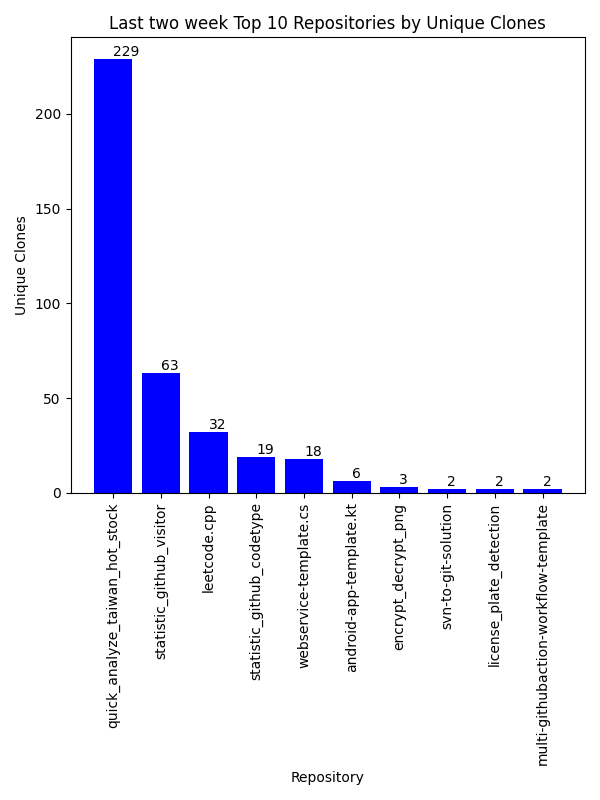 Last two week Top 10 Repositories by Unique Clones
229
63
32
19
18
6
3
2
2
2
200
150
100
50
0
Unique Clones
quick_analyze_taiwan_hot_stock
statistic_github_visitor
leetcode.cpp
statistic_github_codetype
webservice-template.cs
android-app-template.kt
encrypt_decrypt_png
svn-to-git-solution
license_plate_detection
multi-githubaction-workflow-template
Repository